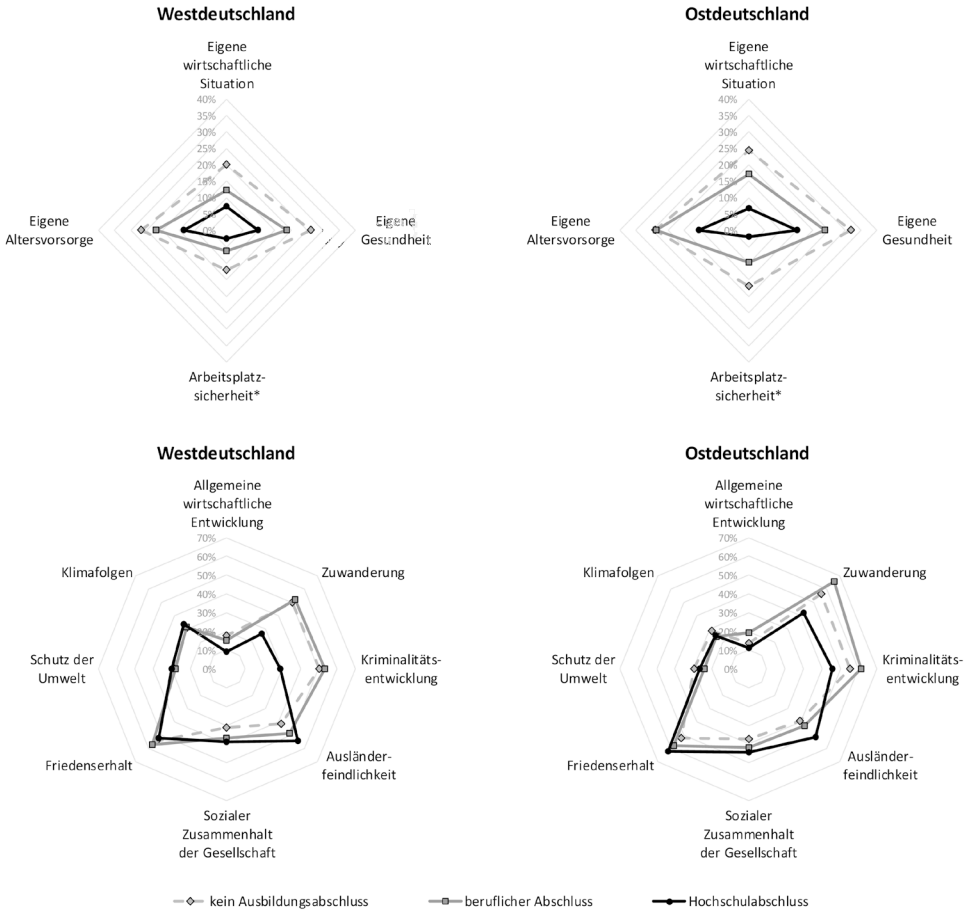 Westdeutschland
Ostdeutschland
Eigene
wirtschaftliche
Situation
40%
35%
30%
25%
20%
15%
10%
5%
0%
Eigene
Altersvorsorge
Eigene
Gesundheit
Arbeitsplatz-
sicherheit*
Eigene
wirtschaftliche
Situation
40%
35%
30%
25%
20%
15%
10%
5%
0%
Eigene
Altersvorsorge
Eigene
Gesundheit
Arbeitsplatz-
sicherheit*
Westdeutschland
Ostdeutschland
Allgemeine
wirtschaftliche
Entwicklung
70%
60%
50%
40%
30%
20%
10%
0%
Klimafolgen
Zuwanderung
Schutz der
Umwelt
Kriminalitäts-
entwicklung
Friedenserhalt
Ausländer-
feindlichkeit
Sozialer
Zusammenhalt
der Gesellschaft
Allgemeine
wirtschaftliche
Entwicklung
70%
60%
50%
40%
30%
20%
10%
0%
Klimafolgen
Zuwanderung
Schutz der
Umwelt
Kriminalitäts-
entwicklung
Friedenserhalt
Ausländer-
feindlichkeit
Sozialer
Zusammenhalt
der Gesellschaft
kein Ausbildungsabschluss
beruflicher Abschluss
Hochschulabschluss